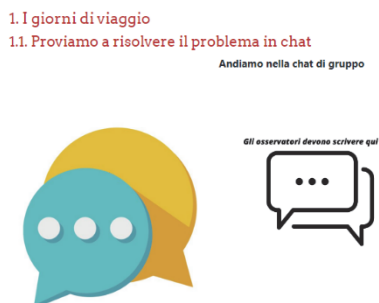 1. I giorni di viaggio
1.1. Proviamo a risolvere il problema in chat
Andiamo nella chat di gruppo
Gli osservatori devono scrivere qui